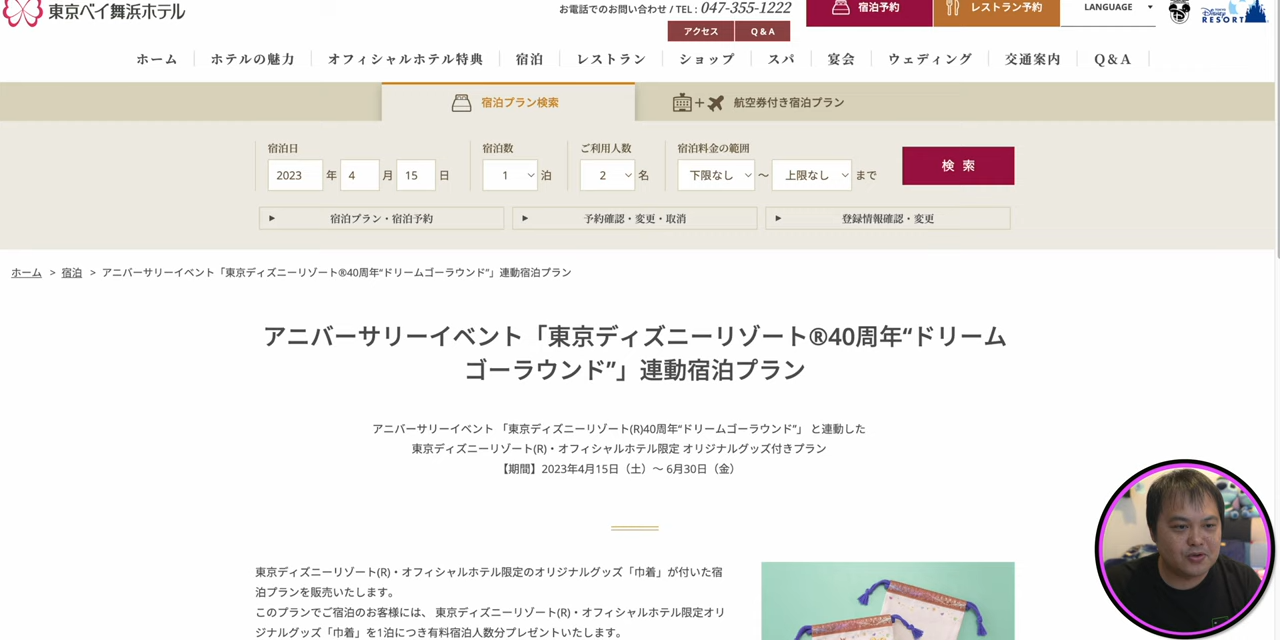 東京ベイ舞浜ホテル
お電話でのお問い合わせ / TEL : 047-355-1222
宿泊予約
レストラン予約
LANGUAGE
Disney
RESORT
アクセス
Q & A
ホーム
ホテルの魅力
オフィシャルホテル特典
宿泊
レストラン
ショップ
スパ
宴会
ウェディング
交通案内
Q&A
宿泊プラン検索
航空券付き宿泊プラン
宿泊日
宿泊数
ご利用人数
宿泊料金の範囲
2023 年 4 月 15 日
1 泊
2 名
下限なし 〜 上限なし まで
検 索
宿泊プラン・宿泊予約
予約確認・変更・取消
登録情報確認・変更
ホーム > 宿泊 > アニバーサリーイベント「東京ディズニーリゾート®40周年“ドリームゴーラウンド”」連動宿泊プラン
アニバーサリーイベント「東京ディズニーリゾート®40周年“ドリーム
ゴーラウンド”」連動宿泊プラン
アニバーサリーイベント 「東京ディズニーリゾート(R)40周年“ドリームゴーラウンド”」 と連動した
東京ディズニーリゾート(R)・オフィシャルホテル限定 オリジナルグッズ付きプラン
【期間】2023年4月15日（土）〜 6月30日（金）
東京ディズニーリゾート(R)・オフィシャルホテル限定のオリジナルグッズ「巾着」が付いた宿
泊プランを販売いたします。
このプランでご宿泊のお客様には、 東京ディズニーリゾート(R)・オフィシャルホテル限定オリ
ジナルグッズ「巾着」を1泊につき有料宿泊人数分プレゼントいたします。